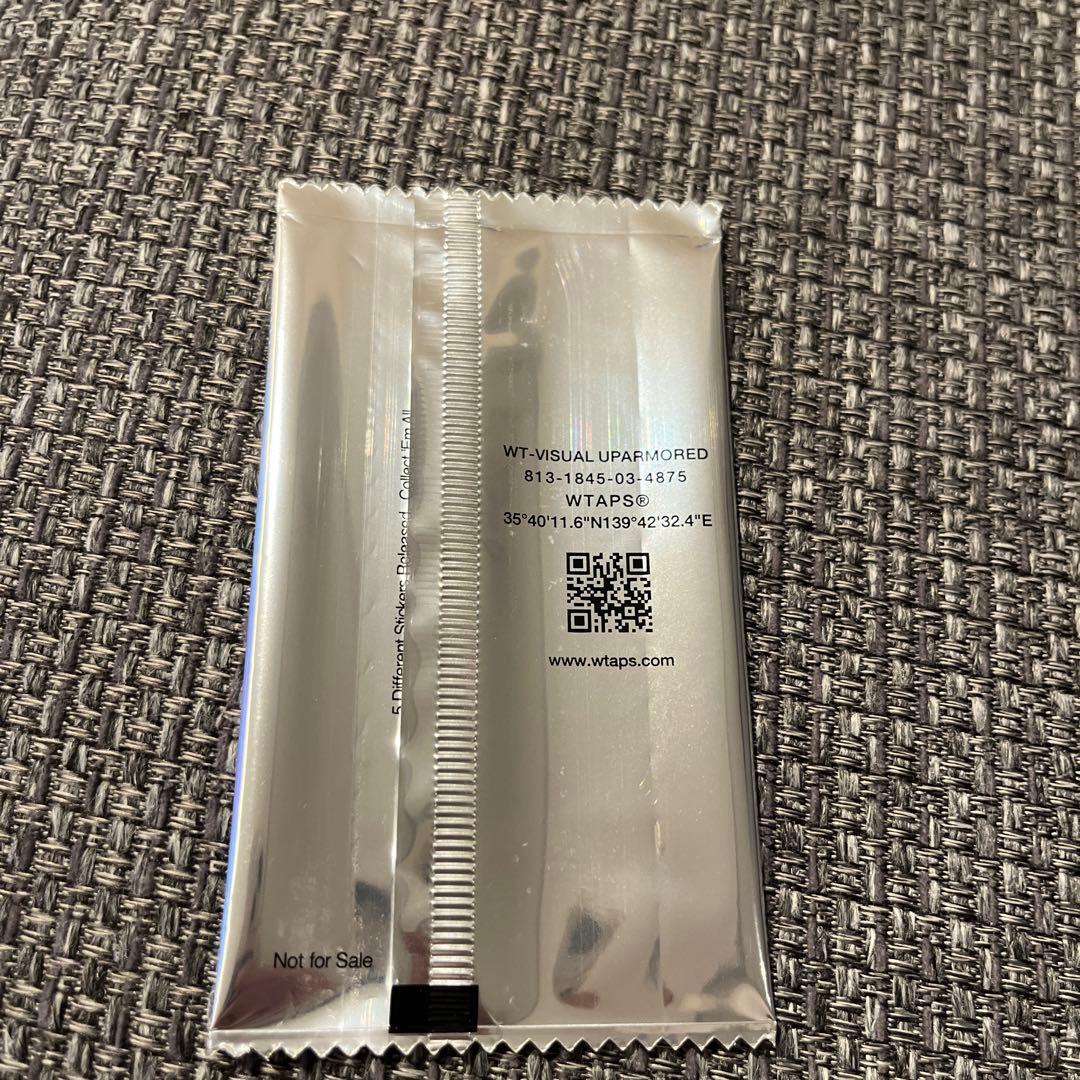 WT-VISUAL UPARMORED
813-1845-03-4875
WTAPS®
35°40'11.6"N139°42'32.4"E
www.wtaps.com
5 Different Stickers Released. Collect 'Em All
Not for Sale